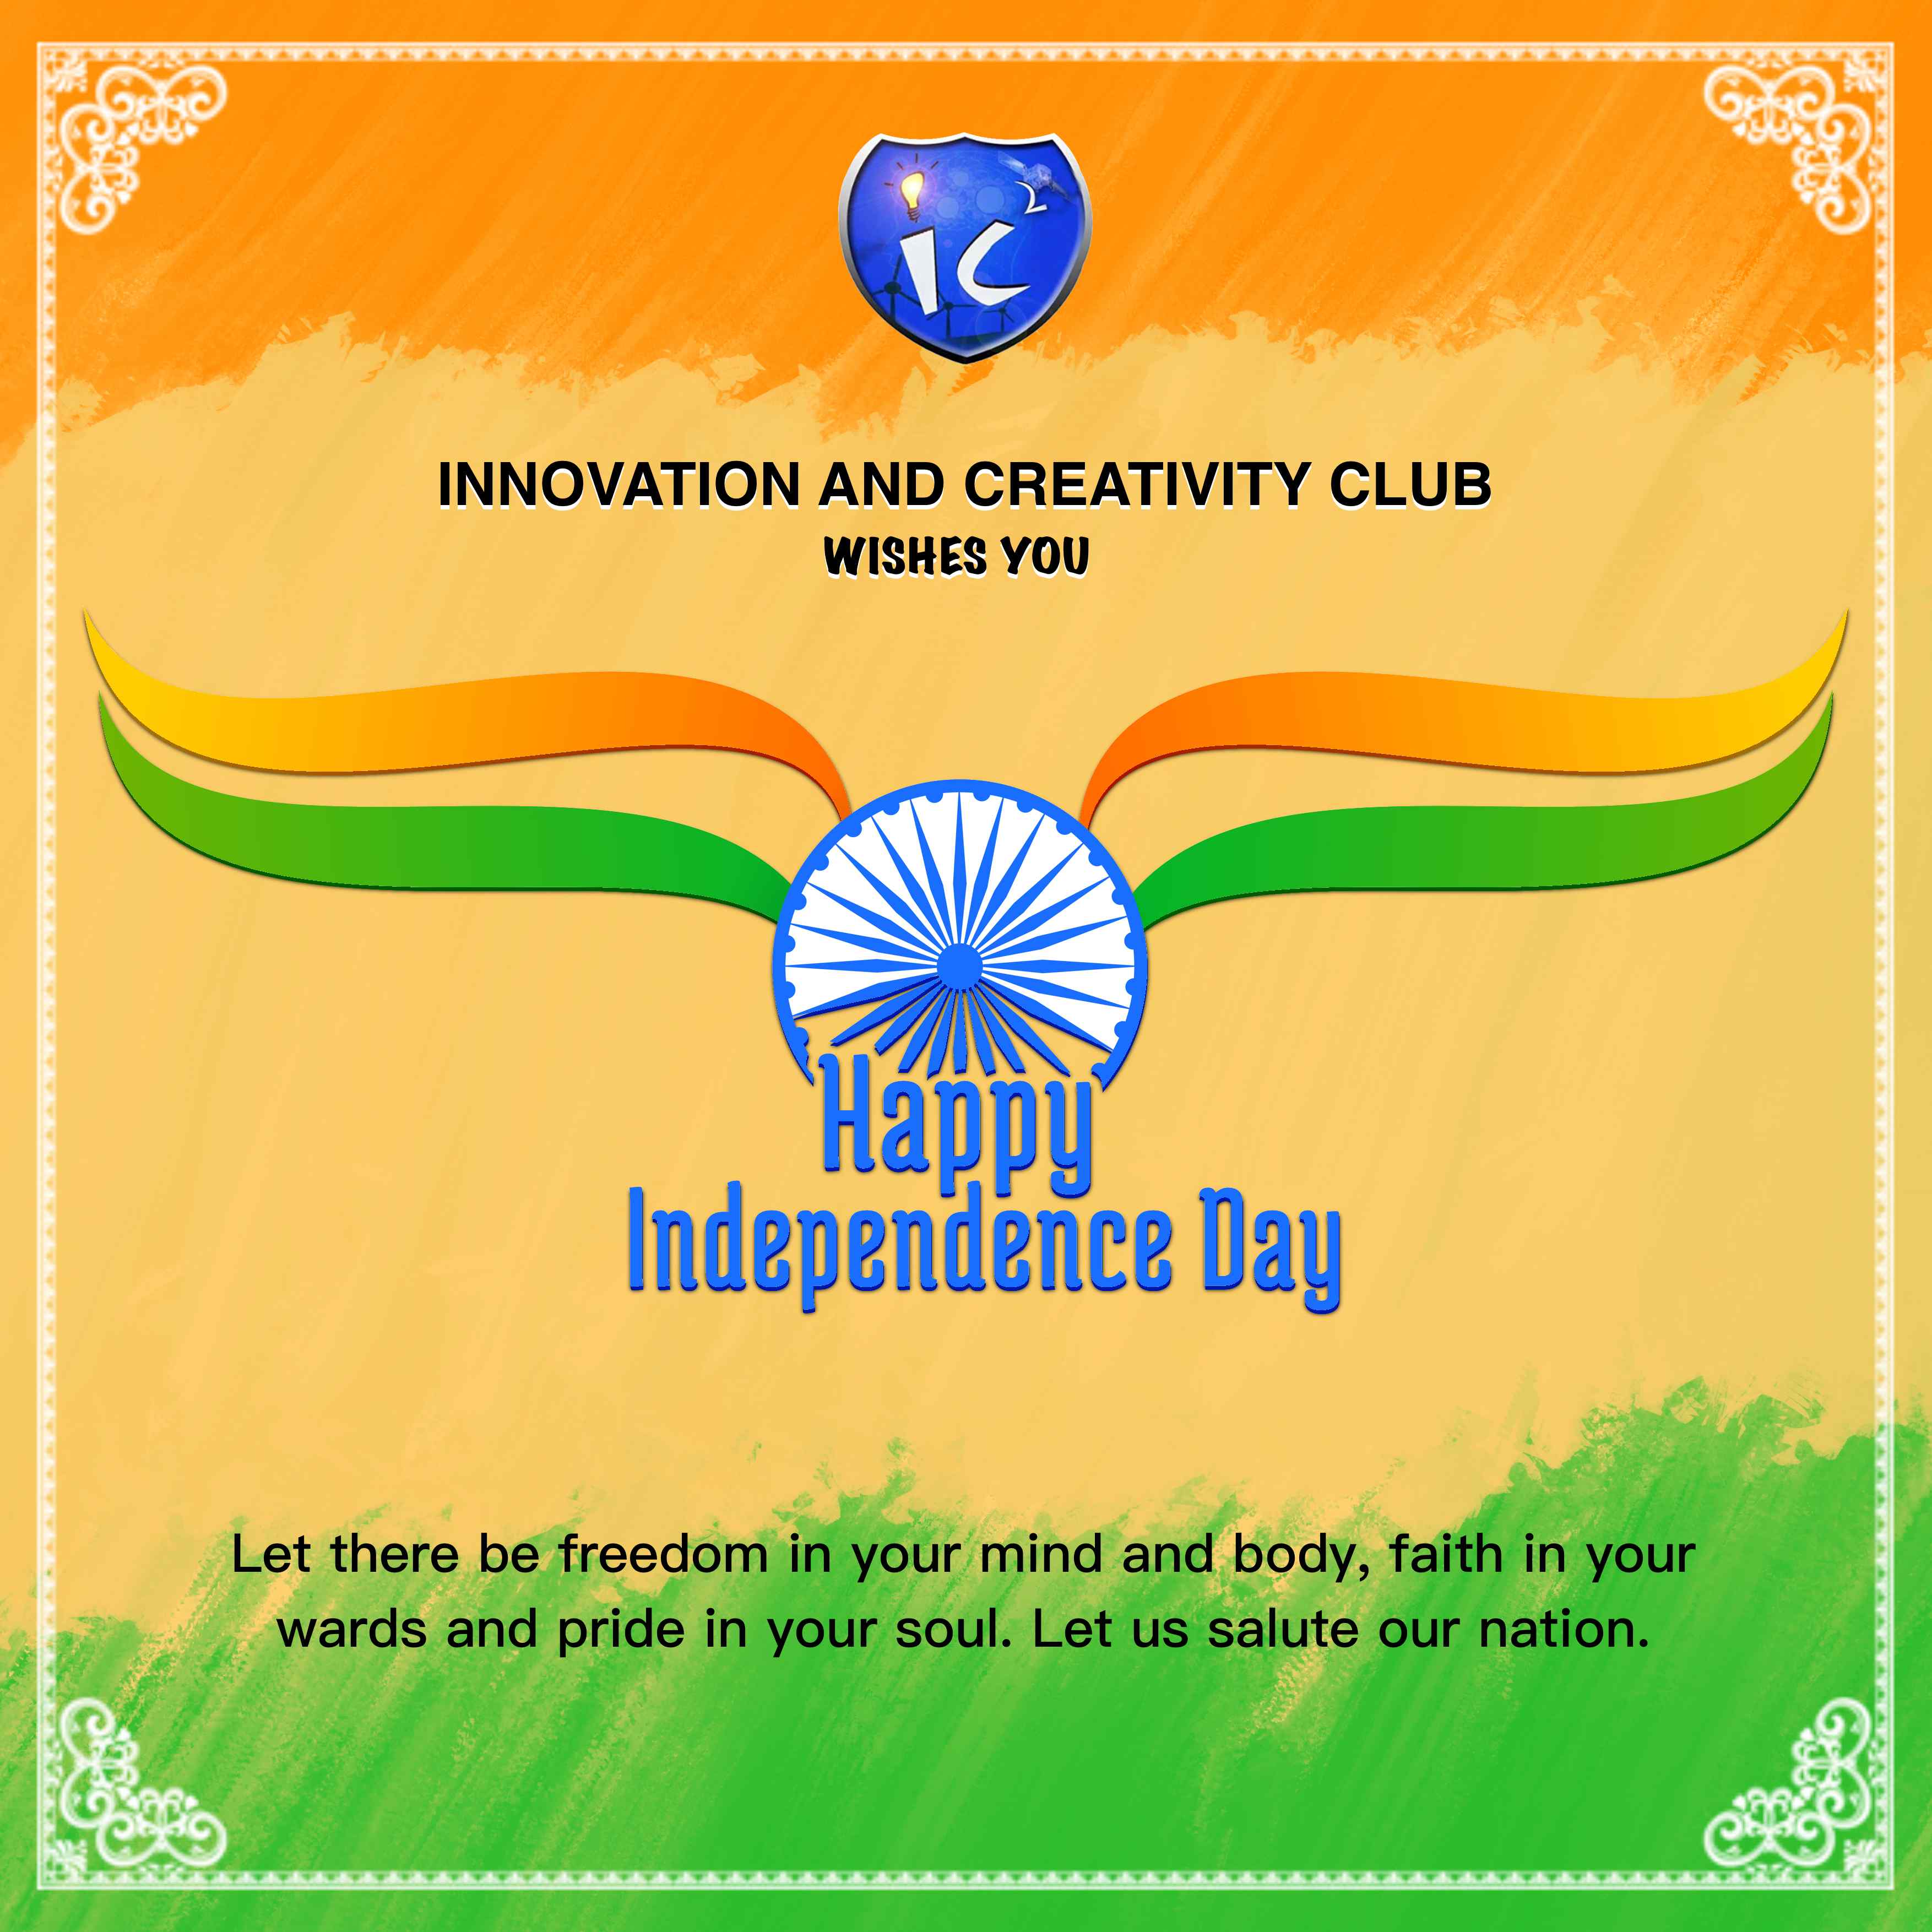 IC²
INNOVATION AND CREATIVITY CLUB
WISHES YOU
Happy
Independence Day
Let there be freedom in your mind and body, faith in your
wards and pride in your soul. Let us salute our nation.